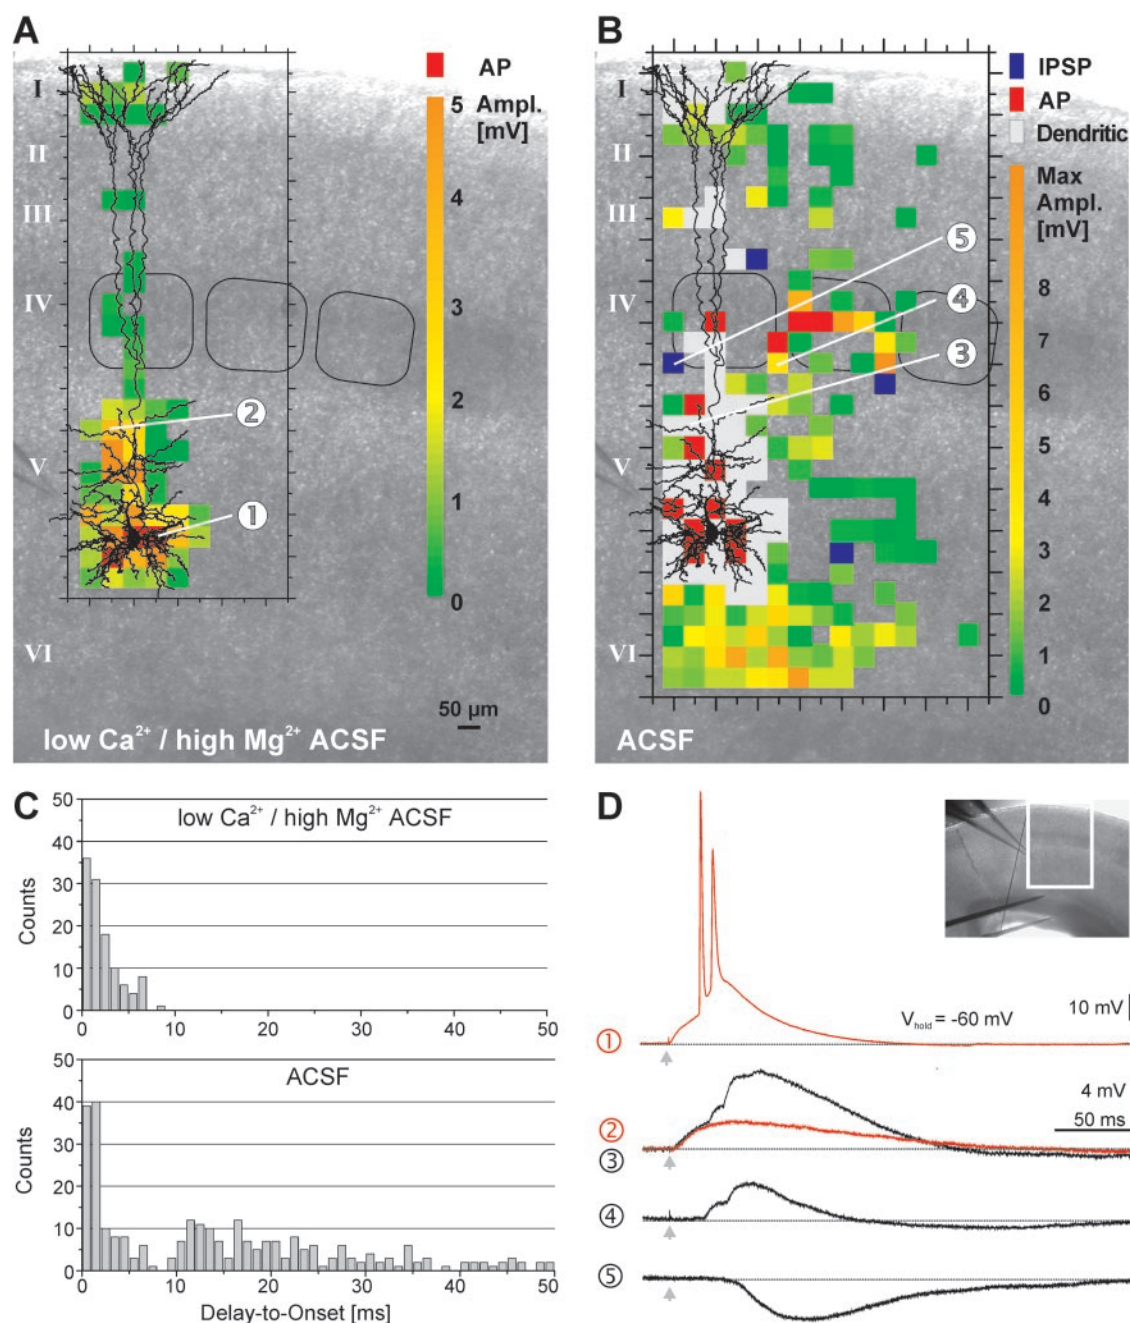 A
AP
Ampl.
[mV]
5
4
3
2
1
0
I
II
III
IV
V
VI
②
①
50 µm
low Ca²⁺ / high Mg²⁺ ACSF
B
IPSP
AP
Dendritic
Max
Ampl.
[mV]
8
7
6
5
4
3
2
1
0
I
II
III
IV
V
VI
⑤
④
③
ACSF
C
low Ca²⁺ / high Mg²⁺ ACSF
Counts
50
40
30
20
10
0
0 10 20 30 40 50
ACSF
Counts
50
40
30
20
10
0
0 10 20 30 40 50
Delay-to-Onset [ms]
D
10 mV
V_hold = -60 mV
①
4 mV
50 ms
②
③
④
⑤